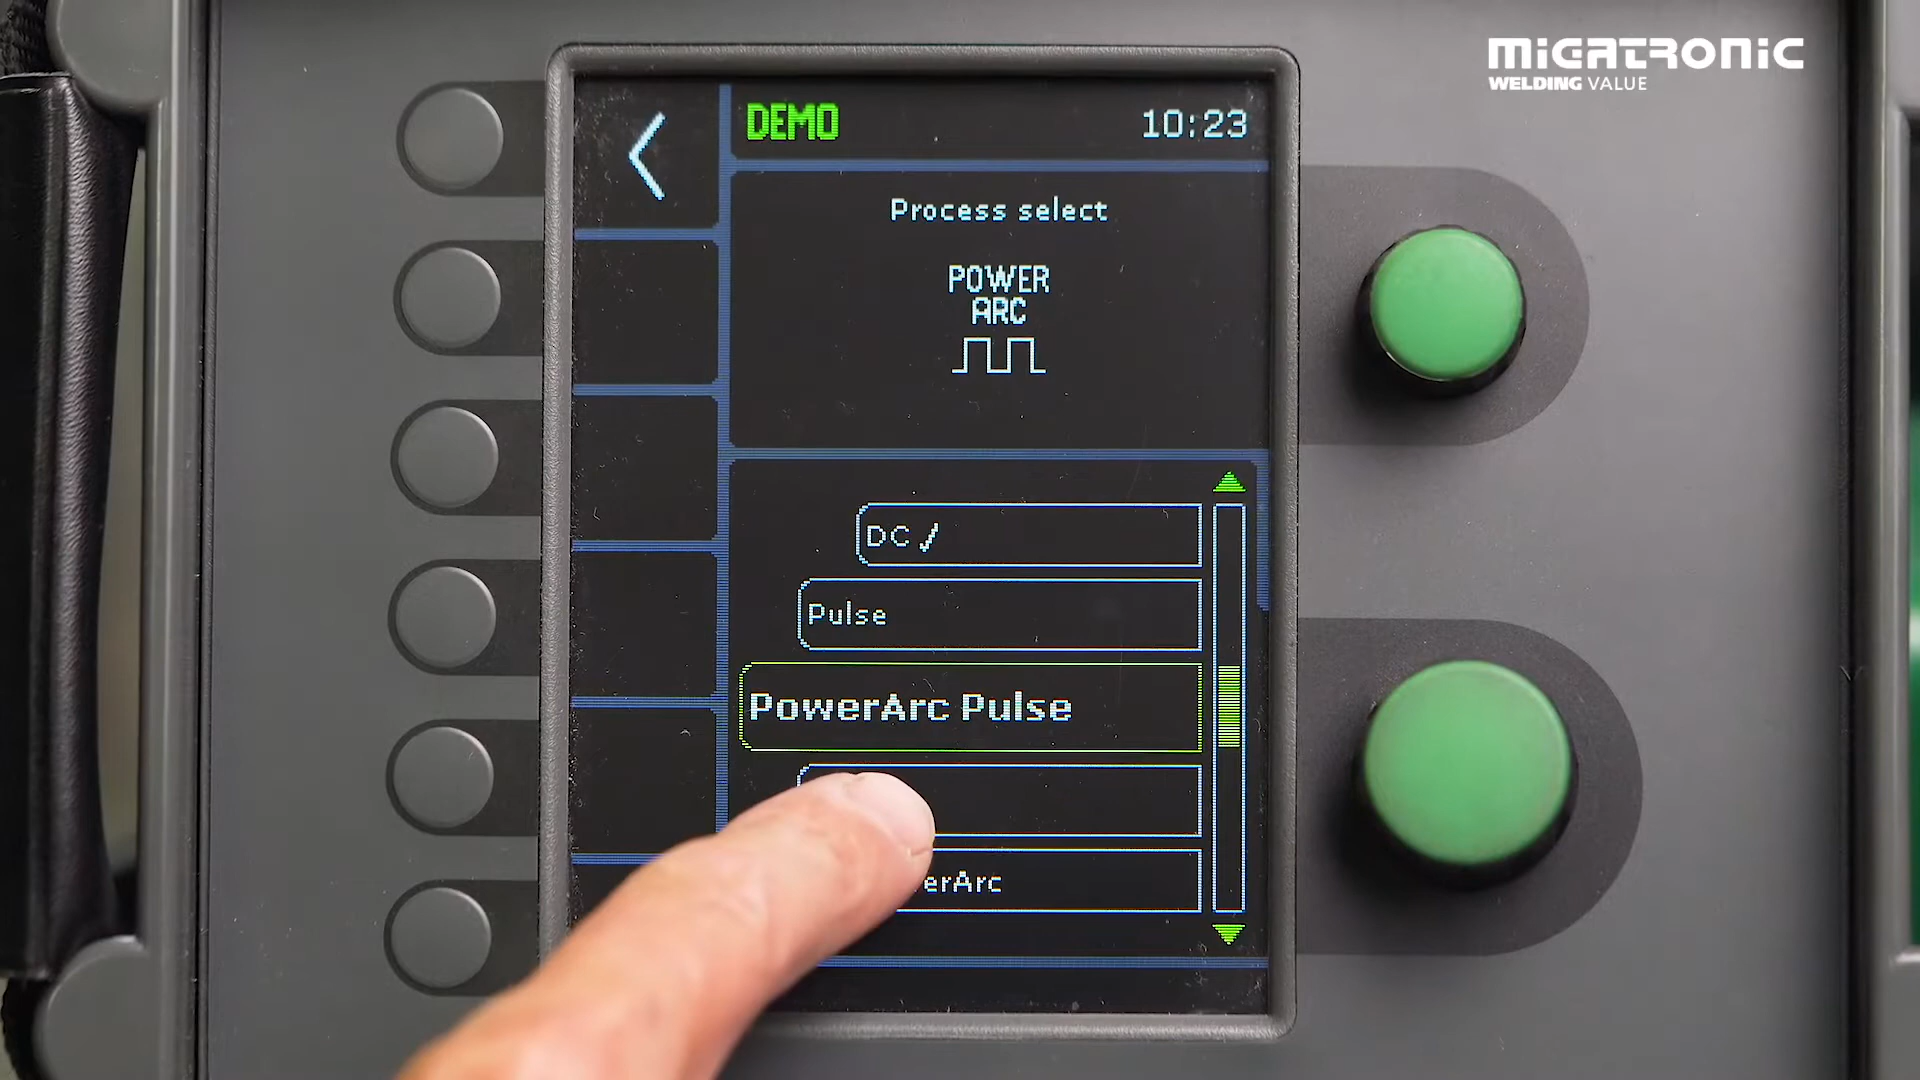 MIGATRONIC
WELDING VALUE
DEMO
10:23
Process select
POWER
ARC
DC
Pulse
PowerArc Pulse
erArc